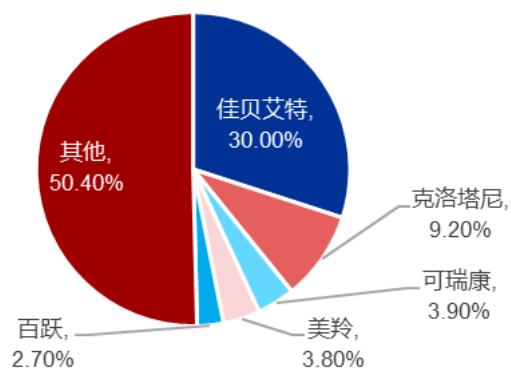 佳贝艾特,
30.00%
其他,
50.40%
克洛塔尼,
9.20%
可瑞康,
3.90%
百跃,
2.70%
美羚,
3.80%